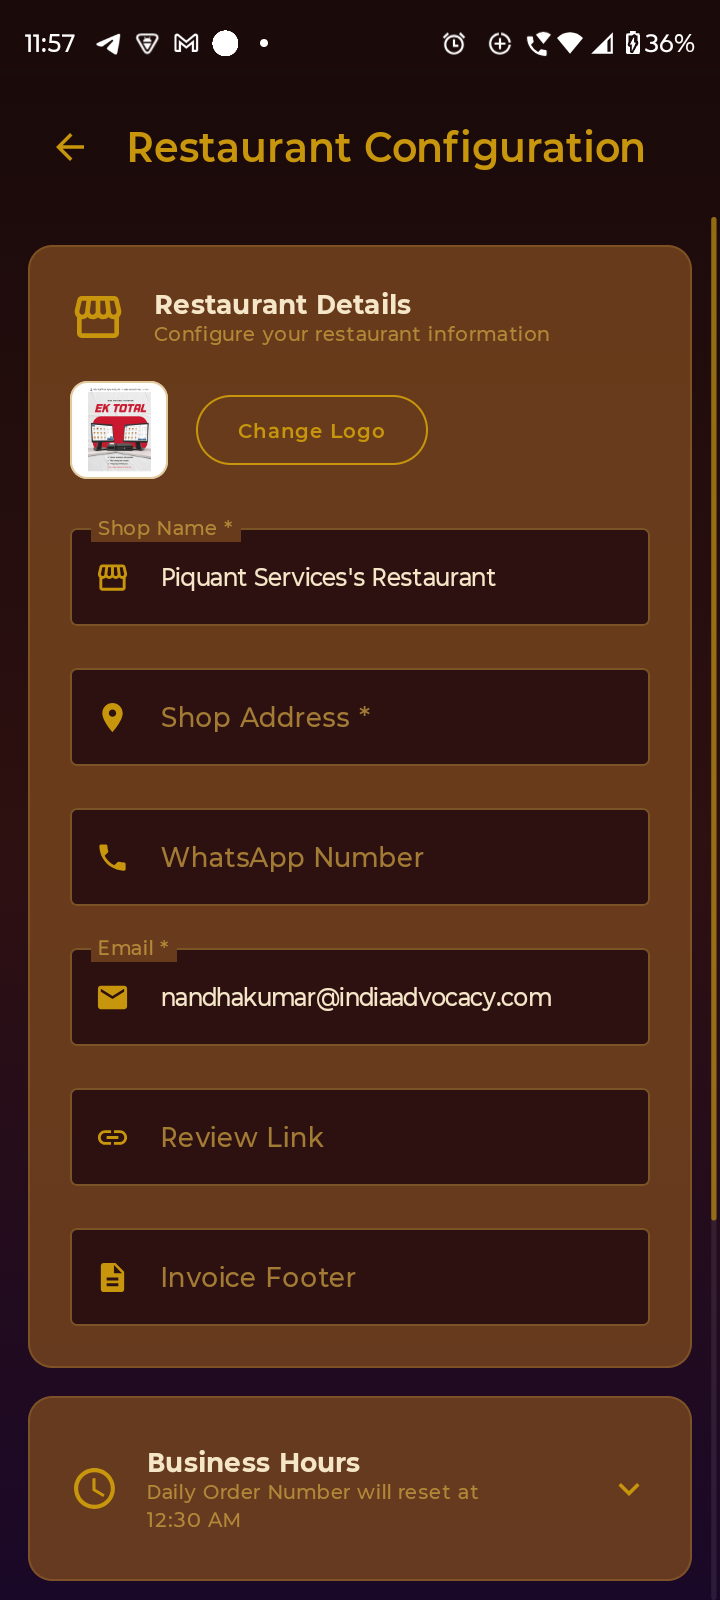 11:57
36%
Restaurant Configuration
Restaurant Details
Configure your restaurant information
EK TOTAL
Change Logo
Shop Name *
Piquant Services's Restaurant
Shop Address *
WhatsApp Number
Email *
nandhakumar@indiaadvocacy.com
Review Link
Invoice Footer
Business Hours
Daily Order Number will reset at
12:30 AM